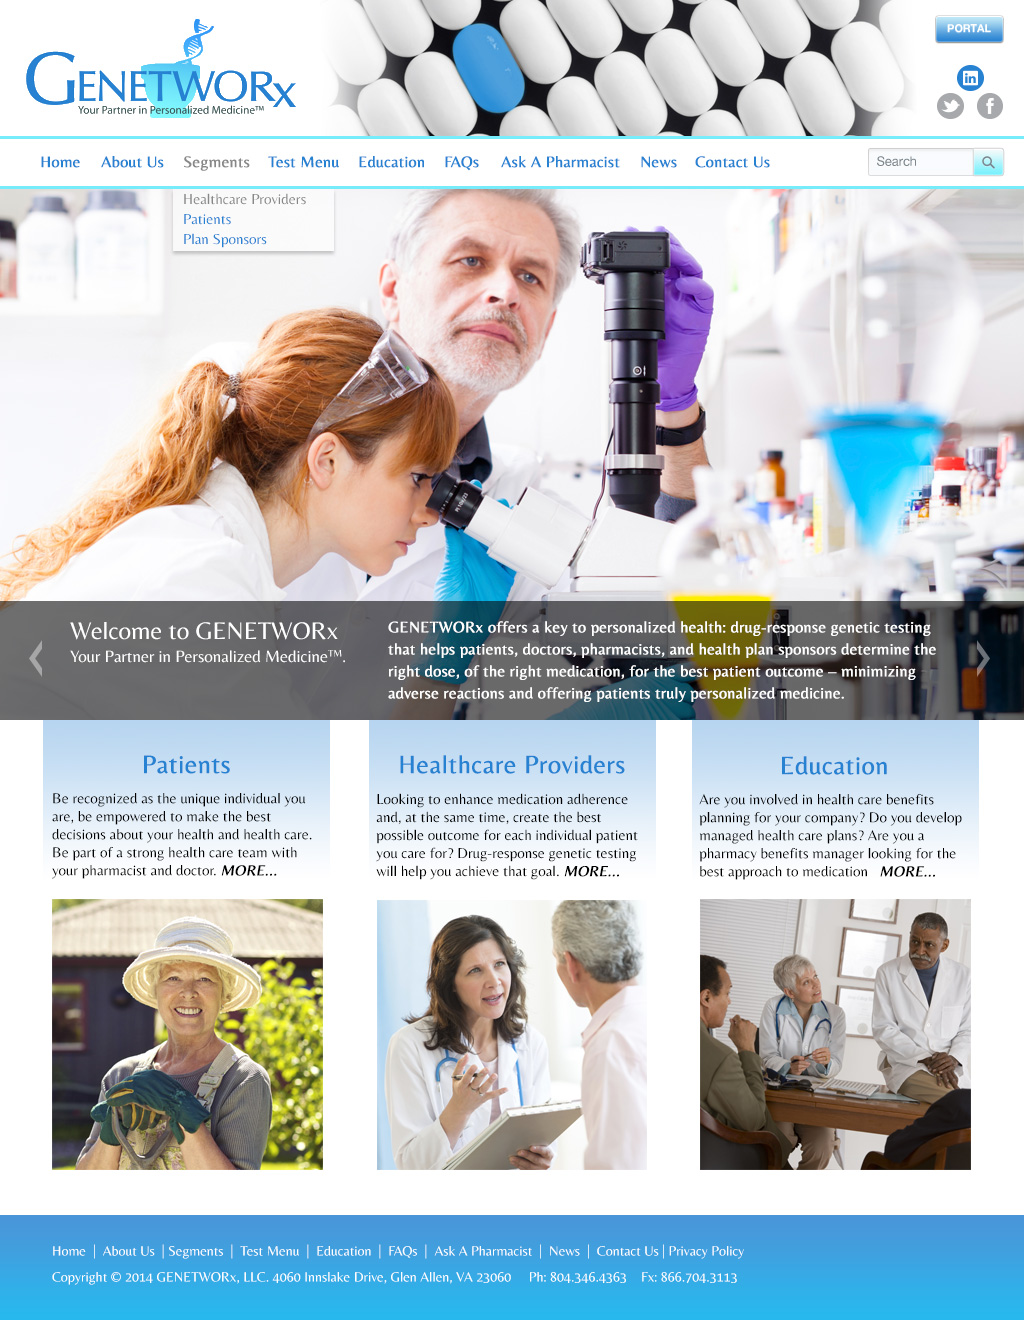 PORTAL
GENETWORx
Your Partner in Personalized Medicine™
Home About Us Segments Test Menu Education FAQs Ask A Pharmacist News Contact Us Search
Healthcare Providers
Patients
Plan Sponsors
Welcome to GENETWORx
Your Partner in Personalized Medicine™.
GENETWORx offers a key to personalized health: drug-response genetic testing
that helps patients, doctors, pharmacists, and health plan sponsors determine the
right dose, of the right medication, for the best patient outcome – minimizing
adverse reactions and offering patients truly personalized medicine.
Patients
Be recognized as the unique individual you
are, be empowered to make the best
decisions about your health and health care.
Be part of a strong health care team with
your pharmacist and doctor. MORE...
Healthcare Providers
Looking to enhance medication adherence
and, at the same time, create the best
possible outcome for each individual patient
you care for? Drug-response genetic testing
will help you achieve that goal. MORE...
Education
Are you involved in health care benefits
planning for your company? Do you develop
managed health care plans? Are you a
pharmacy benefits manager looking for the
best approach to medication MORE...
Home | About Us | Segments | Test Menu | Education | FAQs | Ask A Pharmacist | News | Contact Us | Privacy Policy
Copyright © 2014 GENETWORx, LLC. 4060 Innslake Drive, Glen Allen, VA 23060 Ph: 804.346.4363 Fx: 866.704.3113